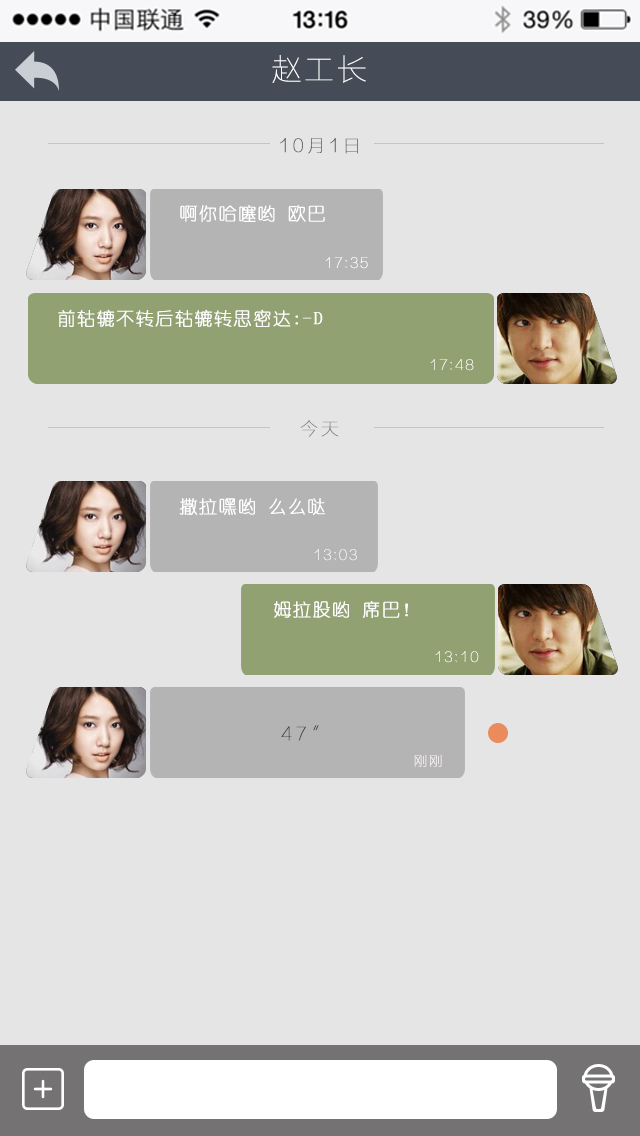 中国联通 13:16 39%
赵工长
10月1日
啊你哈噻哟 欧巴
17:35
前轱辘不转后轱辘转思密达:-D
17:48
今天
撒拉嘿哟 么么哒
13:03
姆拉股哟 席巴!
13:10
47″
刚刚